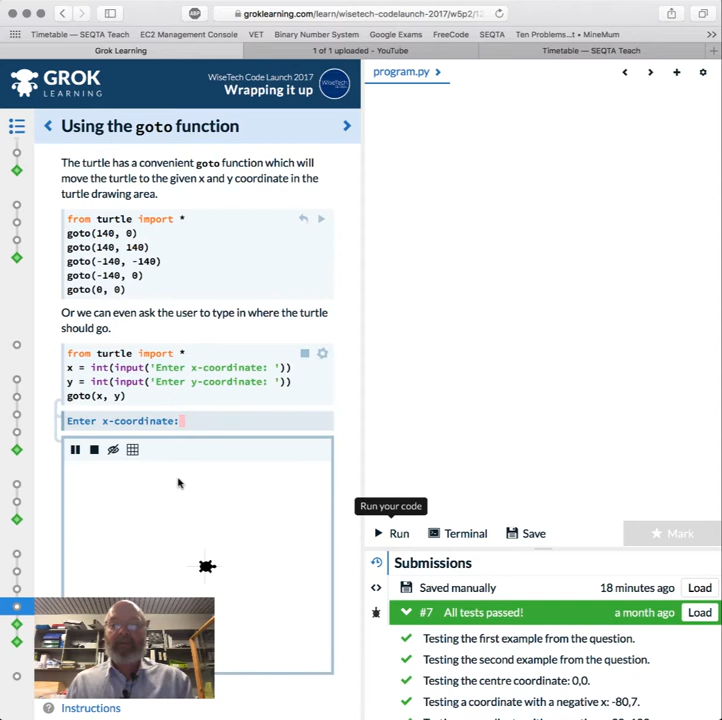 groklearning.com/learn/wisetech-codelaunch-2017/w5p2/12
Timetable — SEQTA Teach EC2 Management Console VET Binary Number System Google Exams FreeCode SEQTA Ten Problems...t • MineMum
Grok Learning 1 of 1 uploaded - YouTube Timetable — SEQTA Teach
GROK
LEARNING
WiseTech Code Launch 2017
Wrapping it up
Using the goto function
The turtle has a convenient goto function which will
move the turtle to the given x and y coordinate in the
turtle drawing area.
from turtle import *
goto(140, 0)
goto(140, 140)
goto(-140, -140)
goto(-140, 0)
goto(0, 0)
Or we can even ask the user to type in where the turtle
should go.
from turtle import *
x = int(input('Enter x-coordinate: '))
y = int(input('Enter y-coordinate: '))
goto(x, y)
Enter x-coordinate:
Instructions
program.py
Run your code
Run Terminal Save Mark
Submissions
Saved manually 18 minutes ago Load
#7 All tests passed! a month ago Load
Testing the first example from the question.
Testing the second example from the question.
Testing the centre coordinate: 0,0.
Testing a coordinate with a negative x: -80,7.